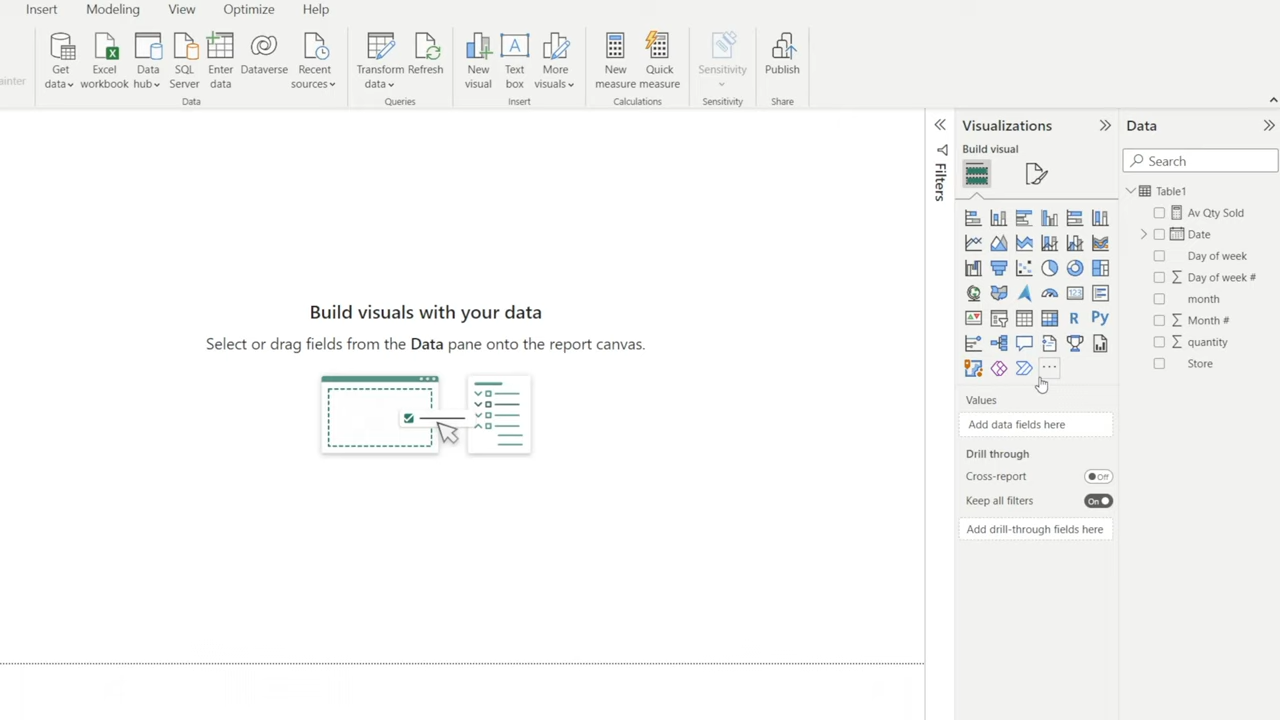 Insert Modeling View Optimize Help
Get data
Excel workbook
Data hub
SQL Server
Enter data
Dataverse
Recent sources
Transform data
Refresh
New visual
Text box
More visuals
New measure
Quick measure
Sensitivity
Publish
ainter
Data
Queries
Insert
Calculations
Sensitivity
Share
Filters
Visualizations
Build visual
R
Py
123
A
...
Values
Add data fields here
Drill through
Cross-report
Off
Keep all filters
On
Add drill-through fields here
Data
Search
Table1
Av Qty Sold
Date
Day of week
Σ Day of week #
month
Σ Month #
Σ quantity
Store
Build visuals with your data
Select or drag fields from the Data pane onto the report canvas.